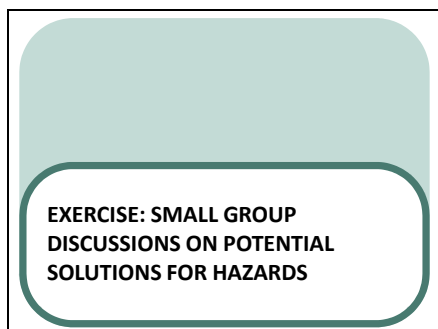 EXERCISE: SMALL GROUP
DISCUSSIONS ON POTENTIAL
SOLUTIONS FOR HAZARDS